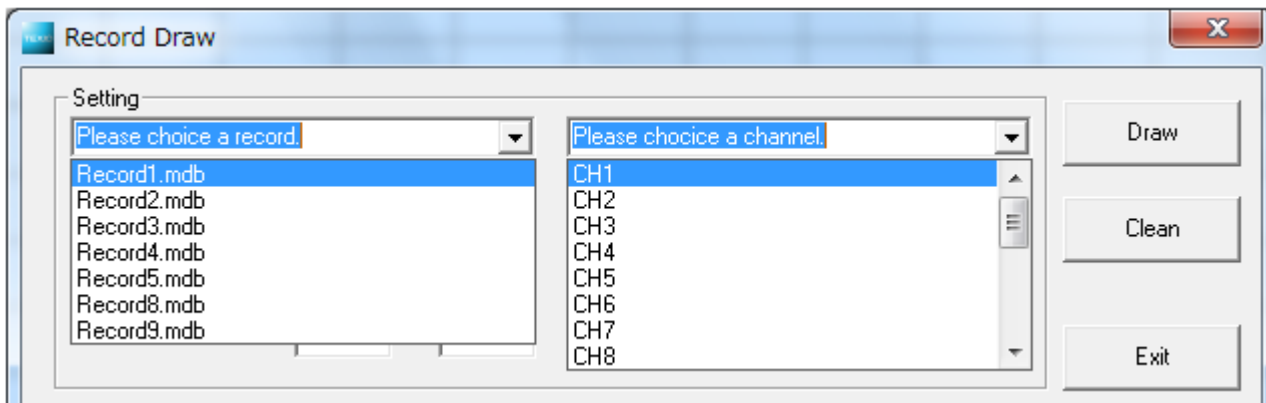 Record Draw
Setting
Please choice a record.
Record1.mdb
Record2.mdb
Record3.mdb
Record4.mdb
Record5.mdb
Record8.mdb
Record9.mdb
Please chocice a channel.
CH1
CH2
CH3
CH4
CH5
CH6
CH7
CH8
Draw
Clean
Exit